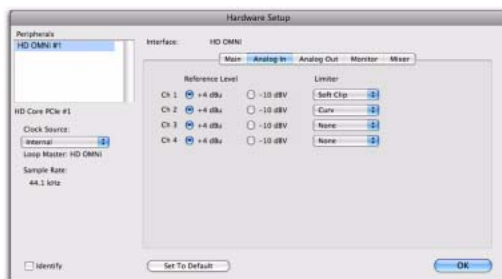 Hardware Setup
Peripherals
HD OMNI #1
Interface: HD OMNI
Main Analog In Analog Out Monitor Mixer
Reference Level Limiter
Ch 1 +4 dBu -10 dBV Soft Clip
Ch 2 +4 dBu -10 dBV Curv
Ch 3 +4 dBu -10 dBV None
Ch 4 +4 dBu -10 dBV None
HD Core PCIe #1
Clock Source:
Internal
Loop Master: HD OMNI
Sample Rate:
44.1 kHz
Identify
Set To Default
OK